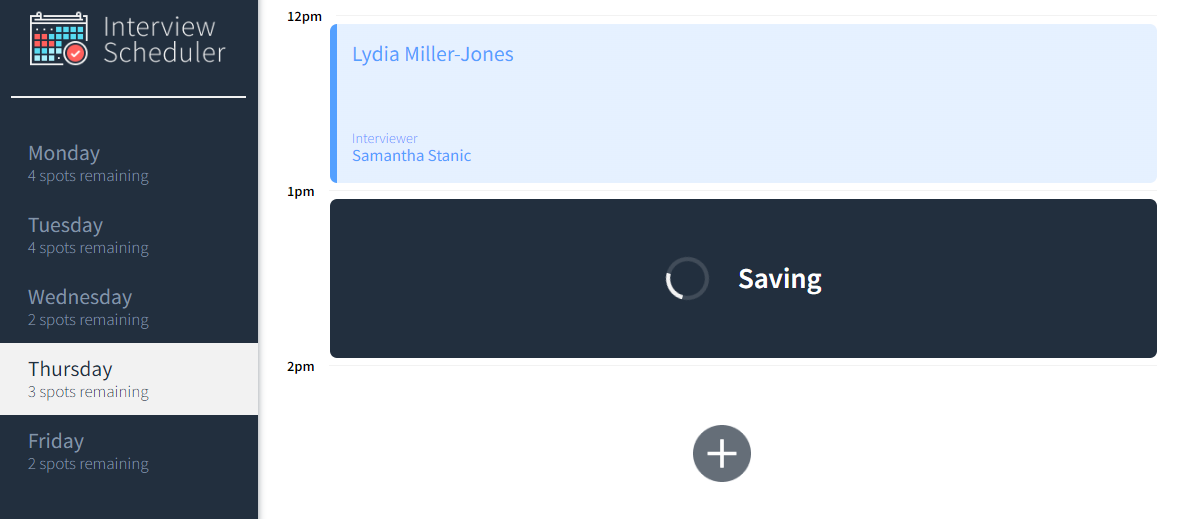 Interview
Scheduler
Monday
4 spots remaining
Tuesday
4 spots remaining
Wednesday
2 spots remaining
Thursday
3 spots remaining
Friday
2 spots remaining
12pm
Lydia Miller-Jones
Interviewer
Samantha Stanic
1pm
Saving
2pm